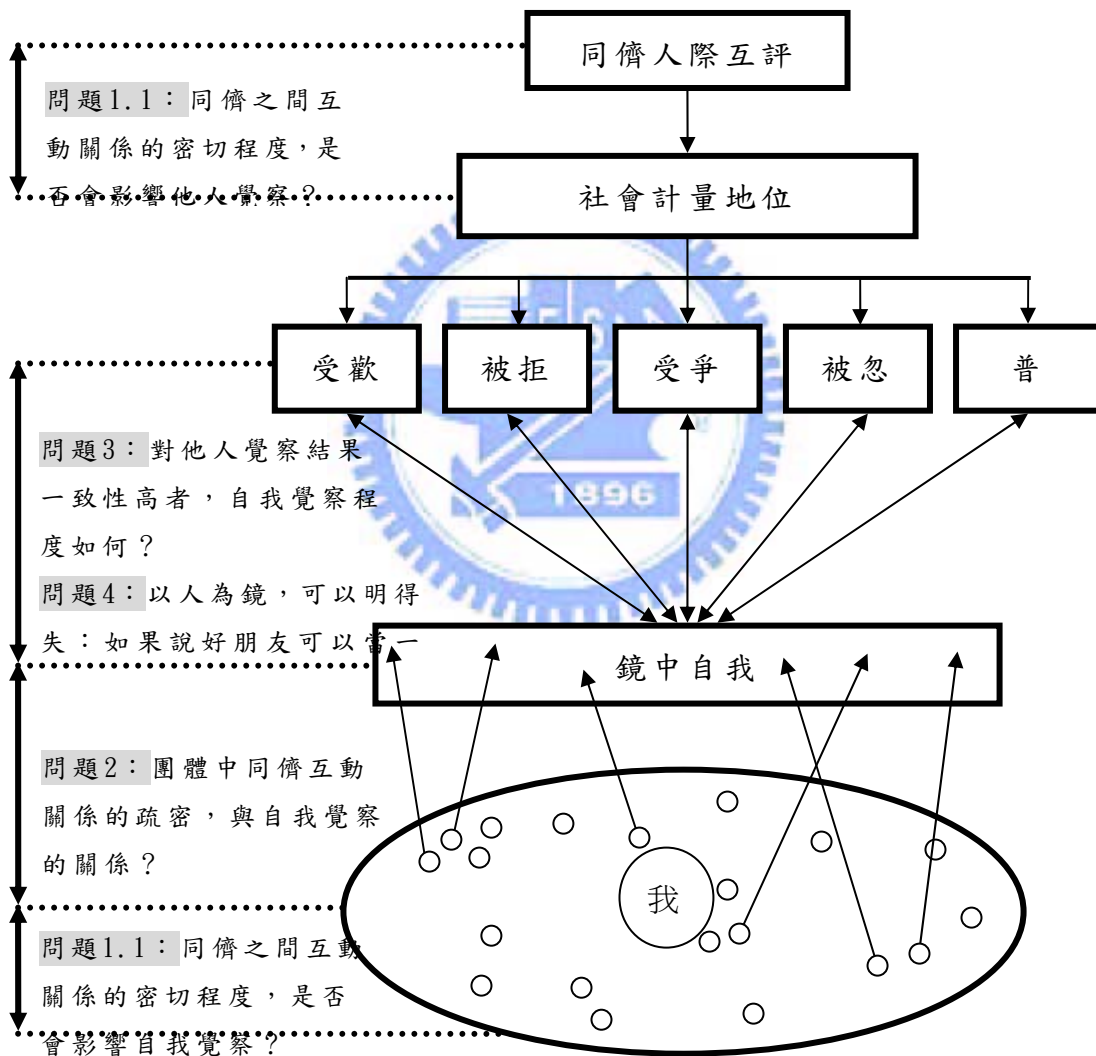 同儕人際互評
問題1.1：同儕之間互
動關係的密切程度，是
否會影響他人覺察？
社會計量地位
受歡
被拒
受爭
被忽
普
問題3：對他人覺察結果
一致性高者，自我覺察程
度如何？
問題4：以人為鏡，可以明得
失：如果說好朋友可以當一
1896
鏡中自我
問題2：團體中同儕互動
關係的疏密，與自我覺察
的關係？
我
問題1.1：同儕之間互動
關係的密切程度，是否
會影響自我覺察？